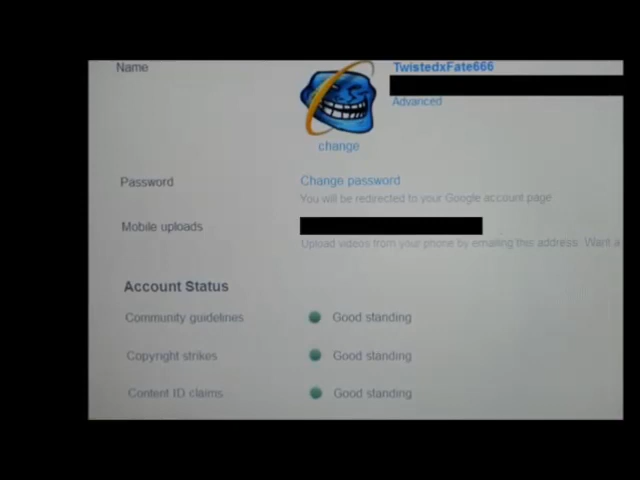 Name
TwistedxFate666
Advanced
change
Password
Change password
You will be redirected to your Google account page.
Mobile uploads
Upload videos from your phone by emailing this address. Want a
Account Status
Community guidelines
Good standing
Copyright strikes
Good standing
Content ID claims
Good standing